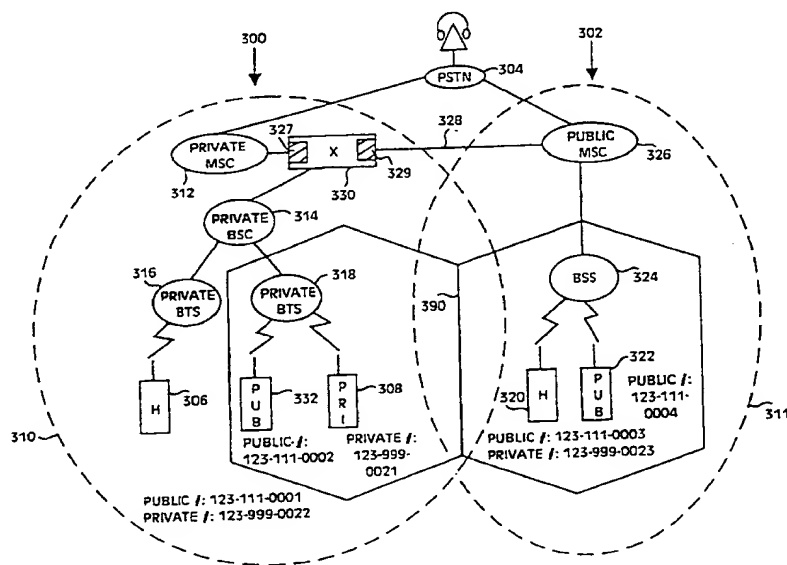 300
302
PSTN
304
PRIVATE
MSC
312
327
X
329
330
328
PUBLIC
MSC
326
PRIVATE
BSC
314
316
PRIVATE
BTS
318
PRIVATE
BTS
390
BSS
324
H
306
P
U
B
332
P
R
I
308
320
H
P
U
B
322
PUBLIC #:
123-111-
0004
310
311
PUBLIC #:
123-111-0002
PRIVATE #:
123-999-
0021
PUBLIC #: 123-111-0003
PRIVATE #: 123-999-0023
PUBLIC #: 123-111-0001
PRIVATE #: 123-999-0022